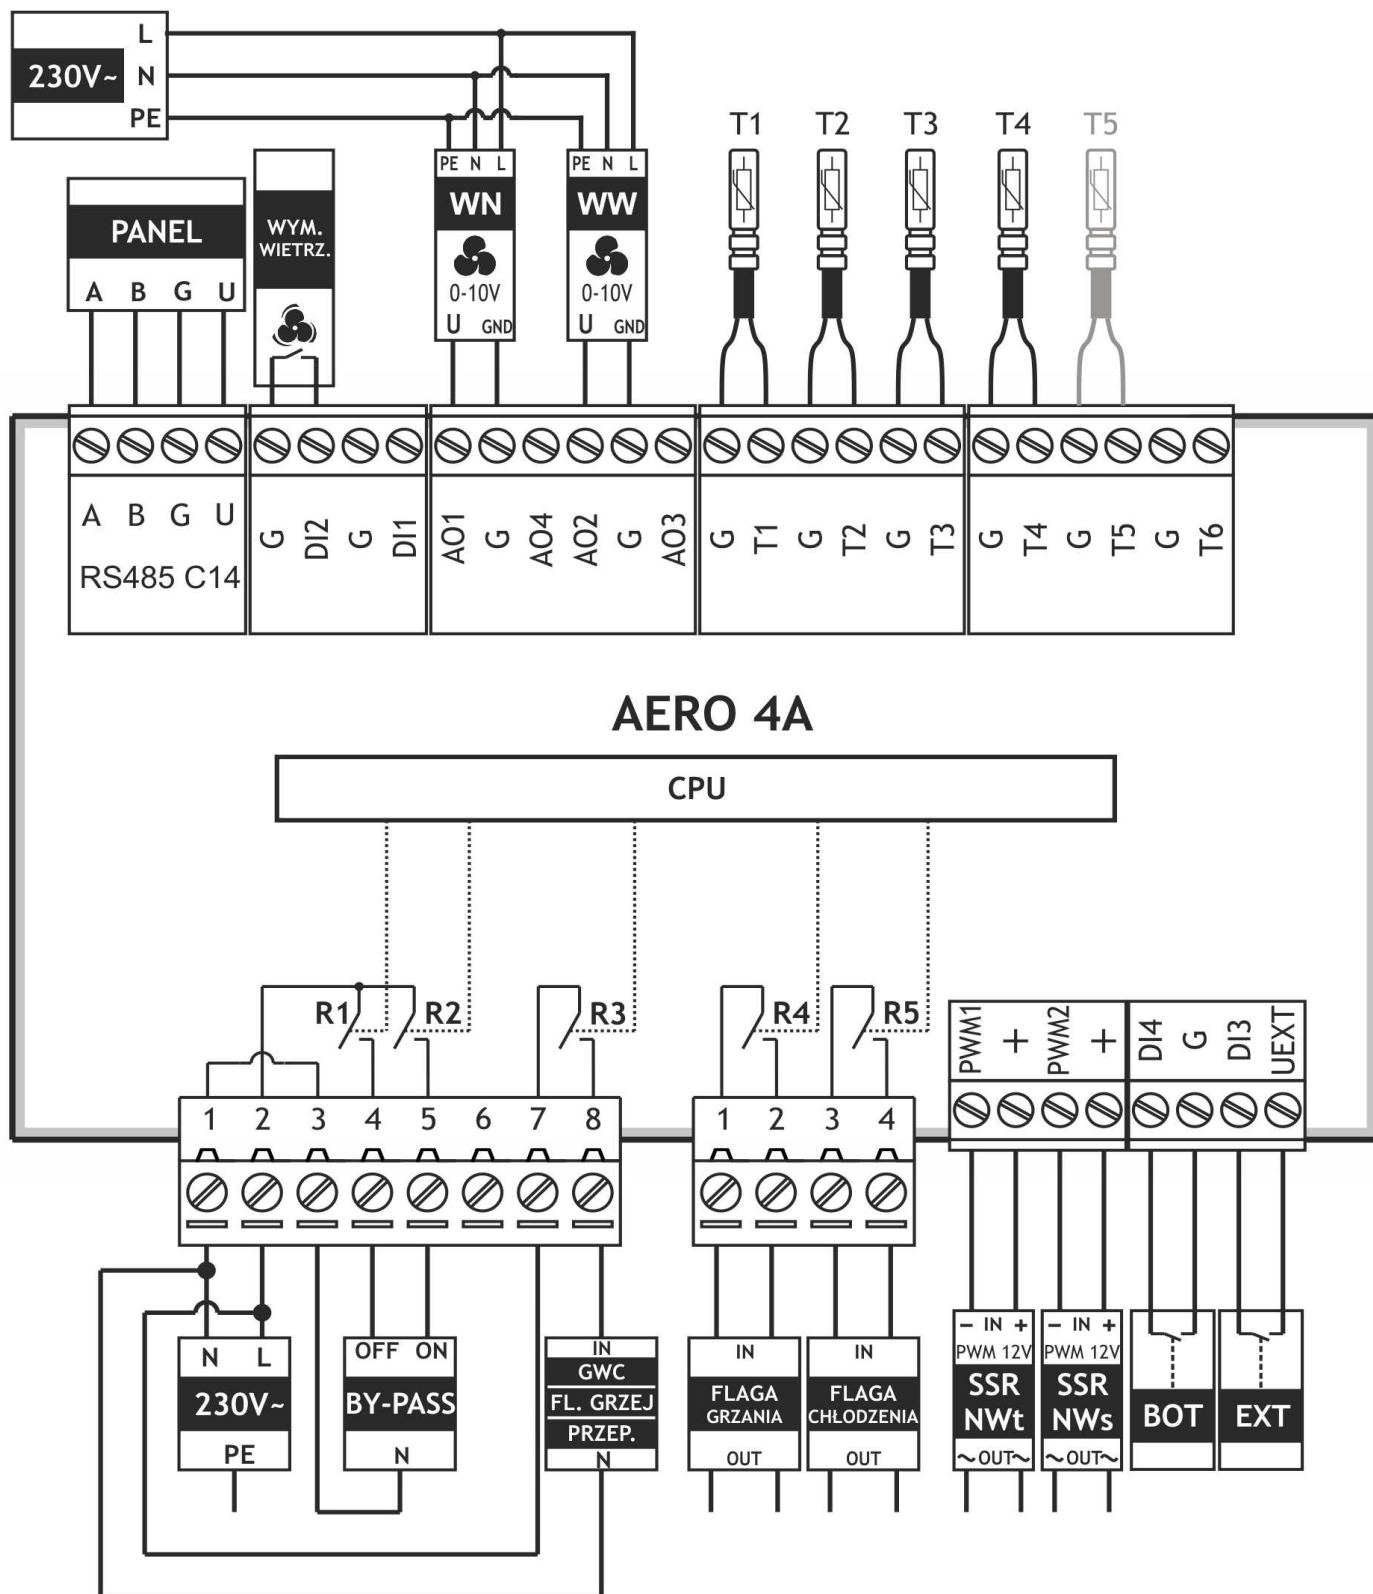 L
230V~ N
PE
T1 T2 T3 T4 T5
PE N L
PE N L
WN
WW
PANEL
WYM.
WIETRZ.
0-10V
0-10V
A B G U
U GND
U GND
A B G U
RS485 C14
G DI2 G DI1
AO1 G AO4 AO2 G AO3
G T1 G T2 G T3
G T4 G T5 G T6
AERO 4A
CPU
R1 R2 R3 R4 R5
PWM1 + PWM2 +
DI4 G DI3 UEXT
1 2 3 4 5 6 7 8
1 2 3 4
N L
230V~
PE
OFF ON
BY-PASS
N
IN
GWC
FL. GRZEJ
PRZEP.
N
IN
FLAGA
GRZANIA
OUT
IN
FLAGA
CHŁODZENIA
OUT
- IN +
PWM 12V
SSR
NWt
~OUT~
- IN +
PWM 12V
SSR
NWs
~OUT~
BOT
EXT